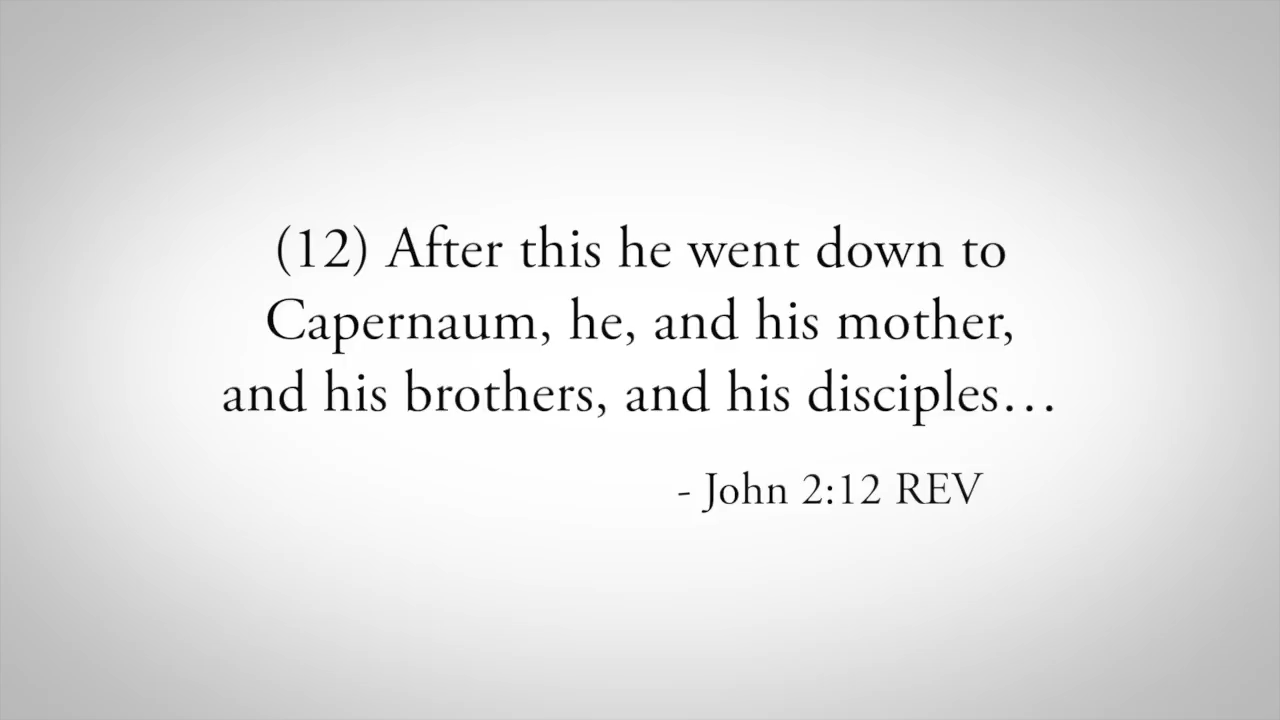 (12) After this he went down to
Capernaum, he, and his mother,
and his brothers, and his disciples…
- John 2:12 REV